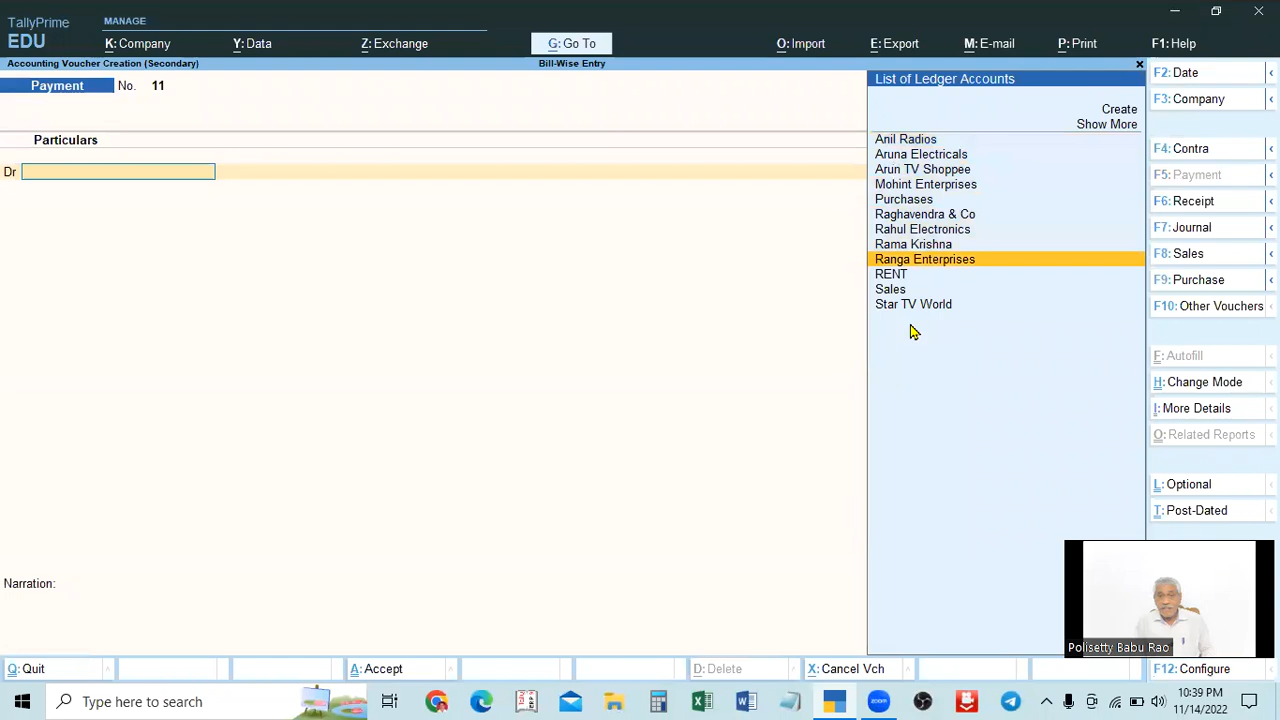 TallyPrime
EDU
MANAGE
K: Company
Y: Data
Z: Exchange
G: Go To
O: Import
E: Export
M: E-mail
P: Print
F1: Help
Accounting Voucher Creation (Secondary)
Bill-Wise Entry
Payment No. 11
Particulars
Dr
Narration:
List of Ledger Accounts
Create
Show More
Anil Radios
Aruna Electricals
Arun TV Shoppee
Mohint Enterprises
Purchases
Raghavendra & Co
Rahul Electronics
Rama Krishna
Ranga Enterprises
RENT
Sales
Star TV World
F2: Date
F3: Company
F4: Contra
F5: Payment
F6: Receipt
F7: Journal
F8: Sales
F9: Purchase
F10: Other Vouchers
F: Autofill
H: Change Mode
I: More Details
O: Related Reports
L: Optional
T: Post-Dated
Polisetty Babu Rao
Q: Quit
A: Accept
D: Delete
X: Cancel Vch
F12: Configure
Type here to search
10:39 PM
11/14/2022